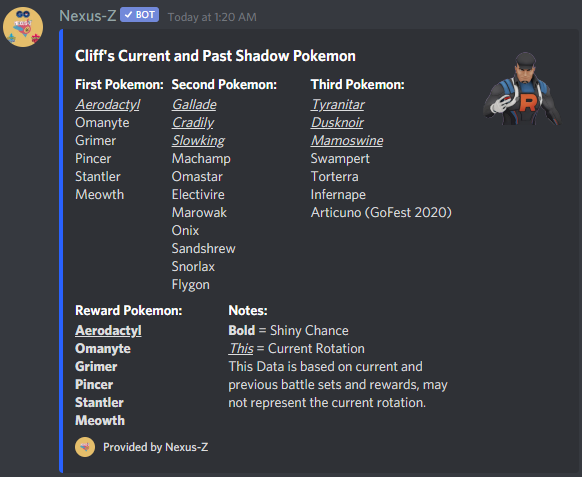 Nexus-Z ✓ BOT Today at 1:20 AM
Cliff's Current and Past Shadow Pokemon
First Pokemon:
Aerodactyl
Omanyte
Grimer
Pincer
Stantler
Meowth
Second Pokemon:
Gallade
Cradily
Slowking
Machamp
Omastar
Electivire
Marowak
Onix
Sandshrew
Snorlax
Flygon
Third Pokemon:
Tyranitar
Dusknoir
Mamoswine
Swampert
Torterra
Infernape
Articuno (GoFest 2020)
R
Reward Pokemon:
Aerodactyl
Omanyte
Grimer
Pincer
Stantler
Meowth
Notes:
Bold = Shiny Chance
This = Current Rotation
This Data is based on current and
previous battle sets and rewards, may
not represent the current rotation.
Provided by Nexus-Z